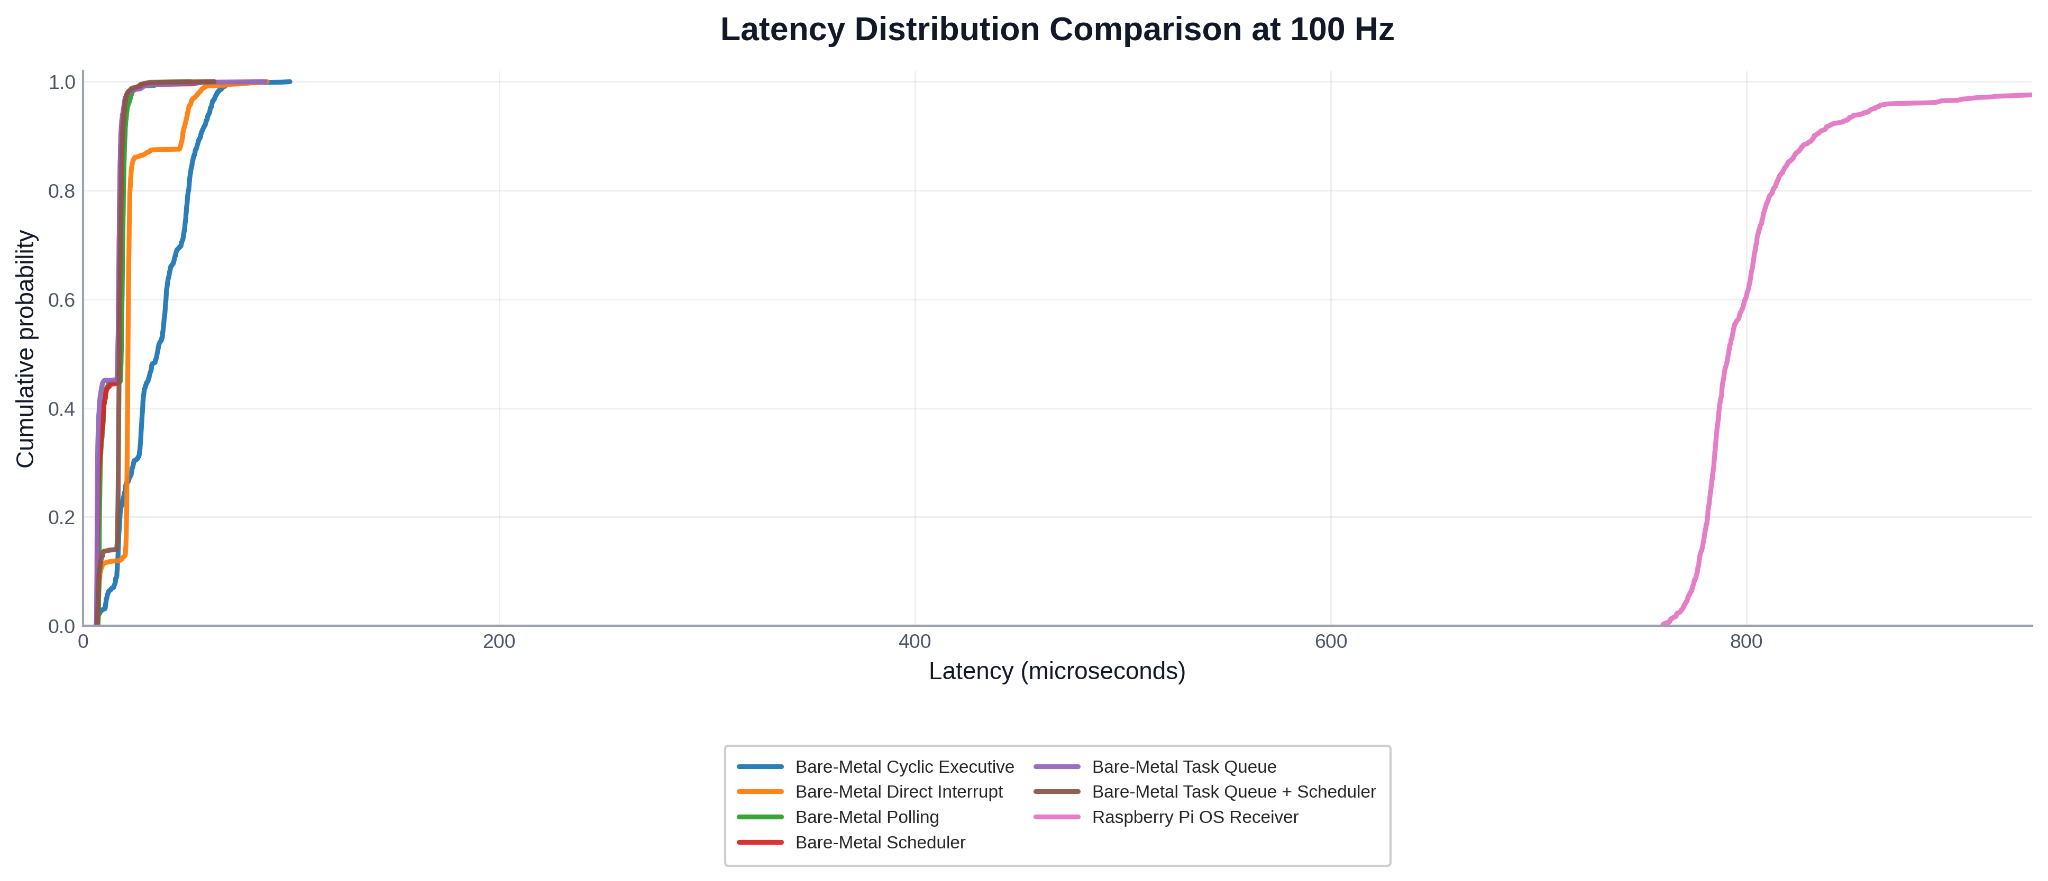 Latency Distribution Comparison at 100 Hz
1.0
0.8
0.6
0.4
0.2
0.0
Cumulative probability
0 200 400 600 800
Latency (microseconds)
Bare-Metal Cyclic Executive
Bare-Metal Direct Interrupt
Bare-Metal Polling
Bare-Metal Scheduler
Bare-Metal Task Queue
Bare-Metal Task Queue + Scheduler
Raspberry Pi OS Receiver